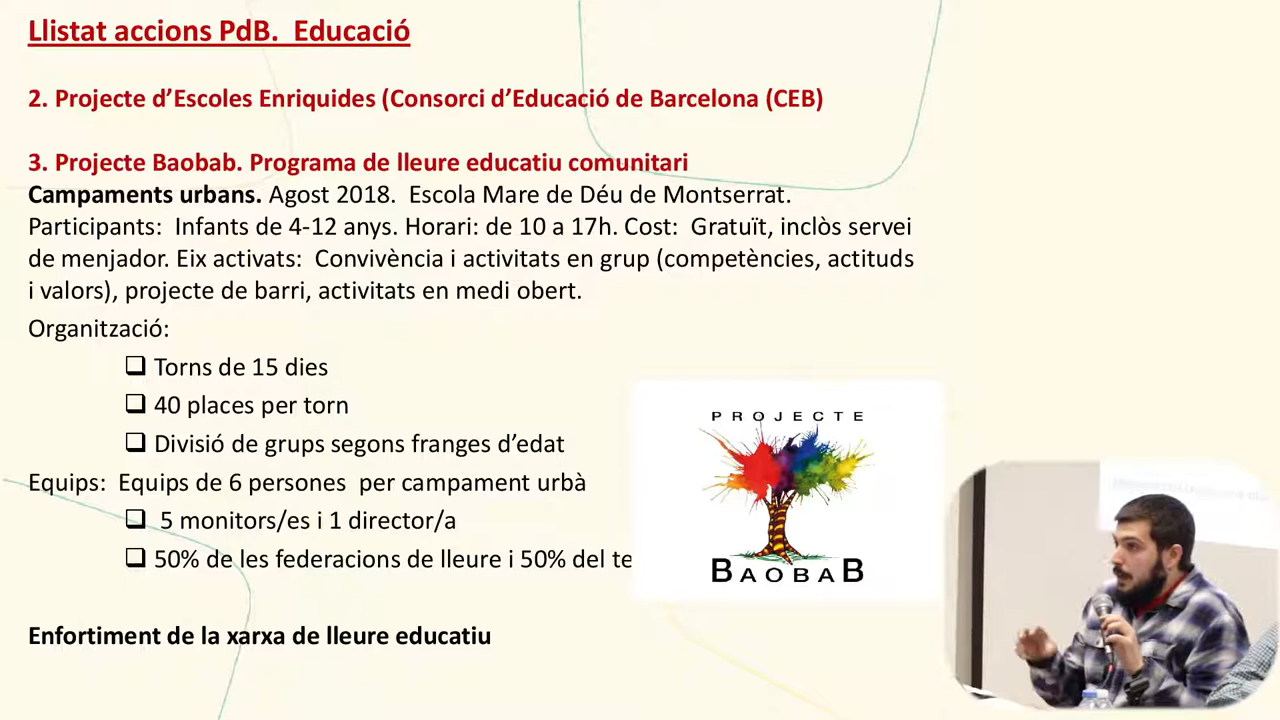 Llistat accions PdB. Educació
2. Projecte d’Escoles Enriquides (Consorci d’Educació de Barcelona (CEB)
3. Projecte Baobab. Programa de lleure educatiu comunitari
Campaments urbans. Agost 2018. Escola Mare de Déu de Montserrat.
Participants: Infants de 4-12 anys. Horari: de 10 a 17h. Cost: Gratuït, inclòs servei
de menjador. Eix activats: Convivència i activitats en grup (competències, actituds
i valors), projecte de barri, activitats en medi obert.
Organització:
Torns de 15 dies
40 places per torn
Divisió de grups segons franges d’edat
Equips: Equips de 6 persones per campament urbà
5 monitors/es i 1 director/a
50% de les federacions de lleure i 50% del te
PROJECTE
BAOBAB
Enfortiment de la xarxa de lleure educatiu